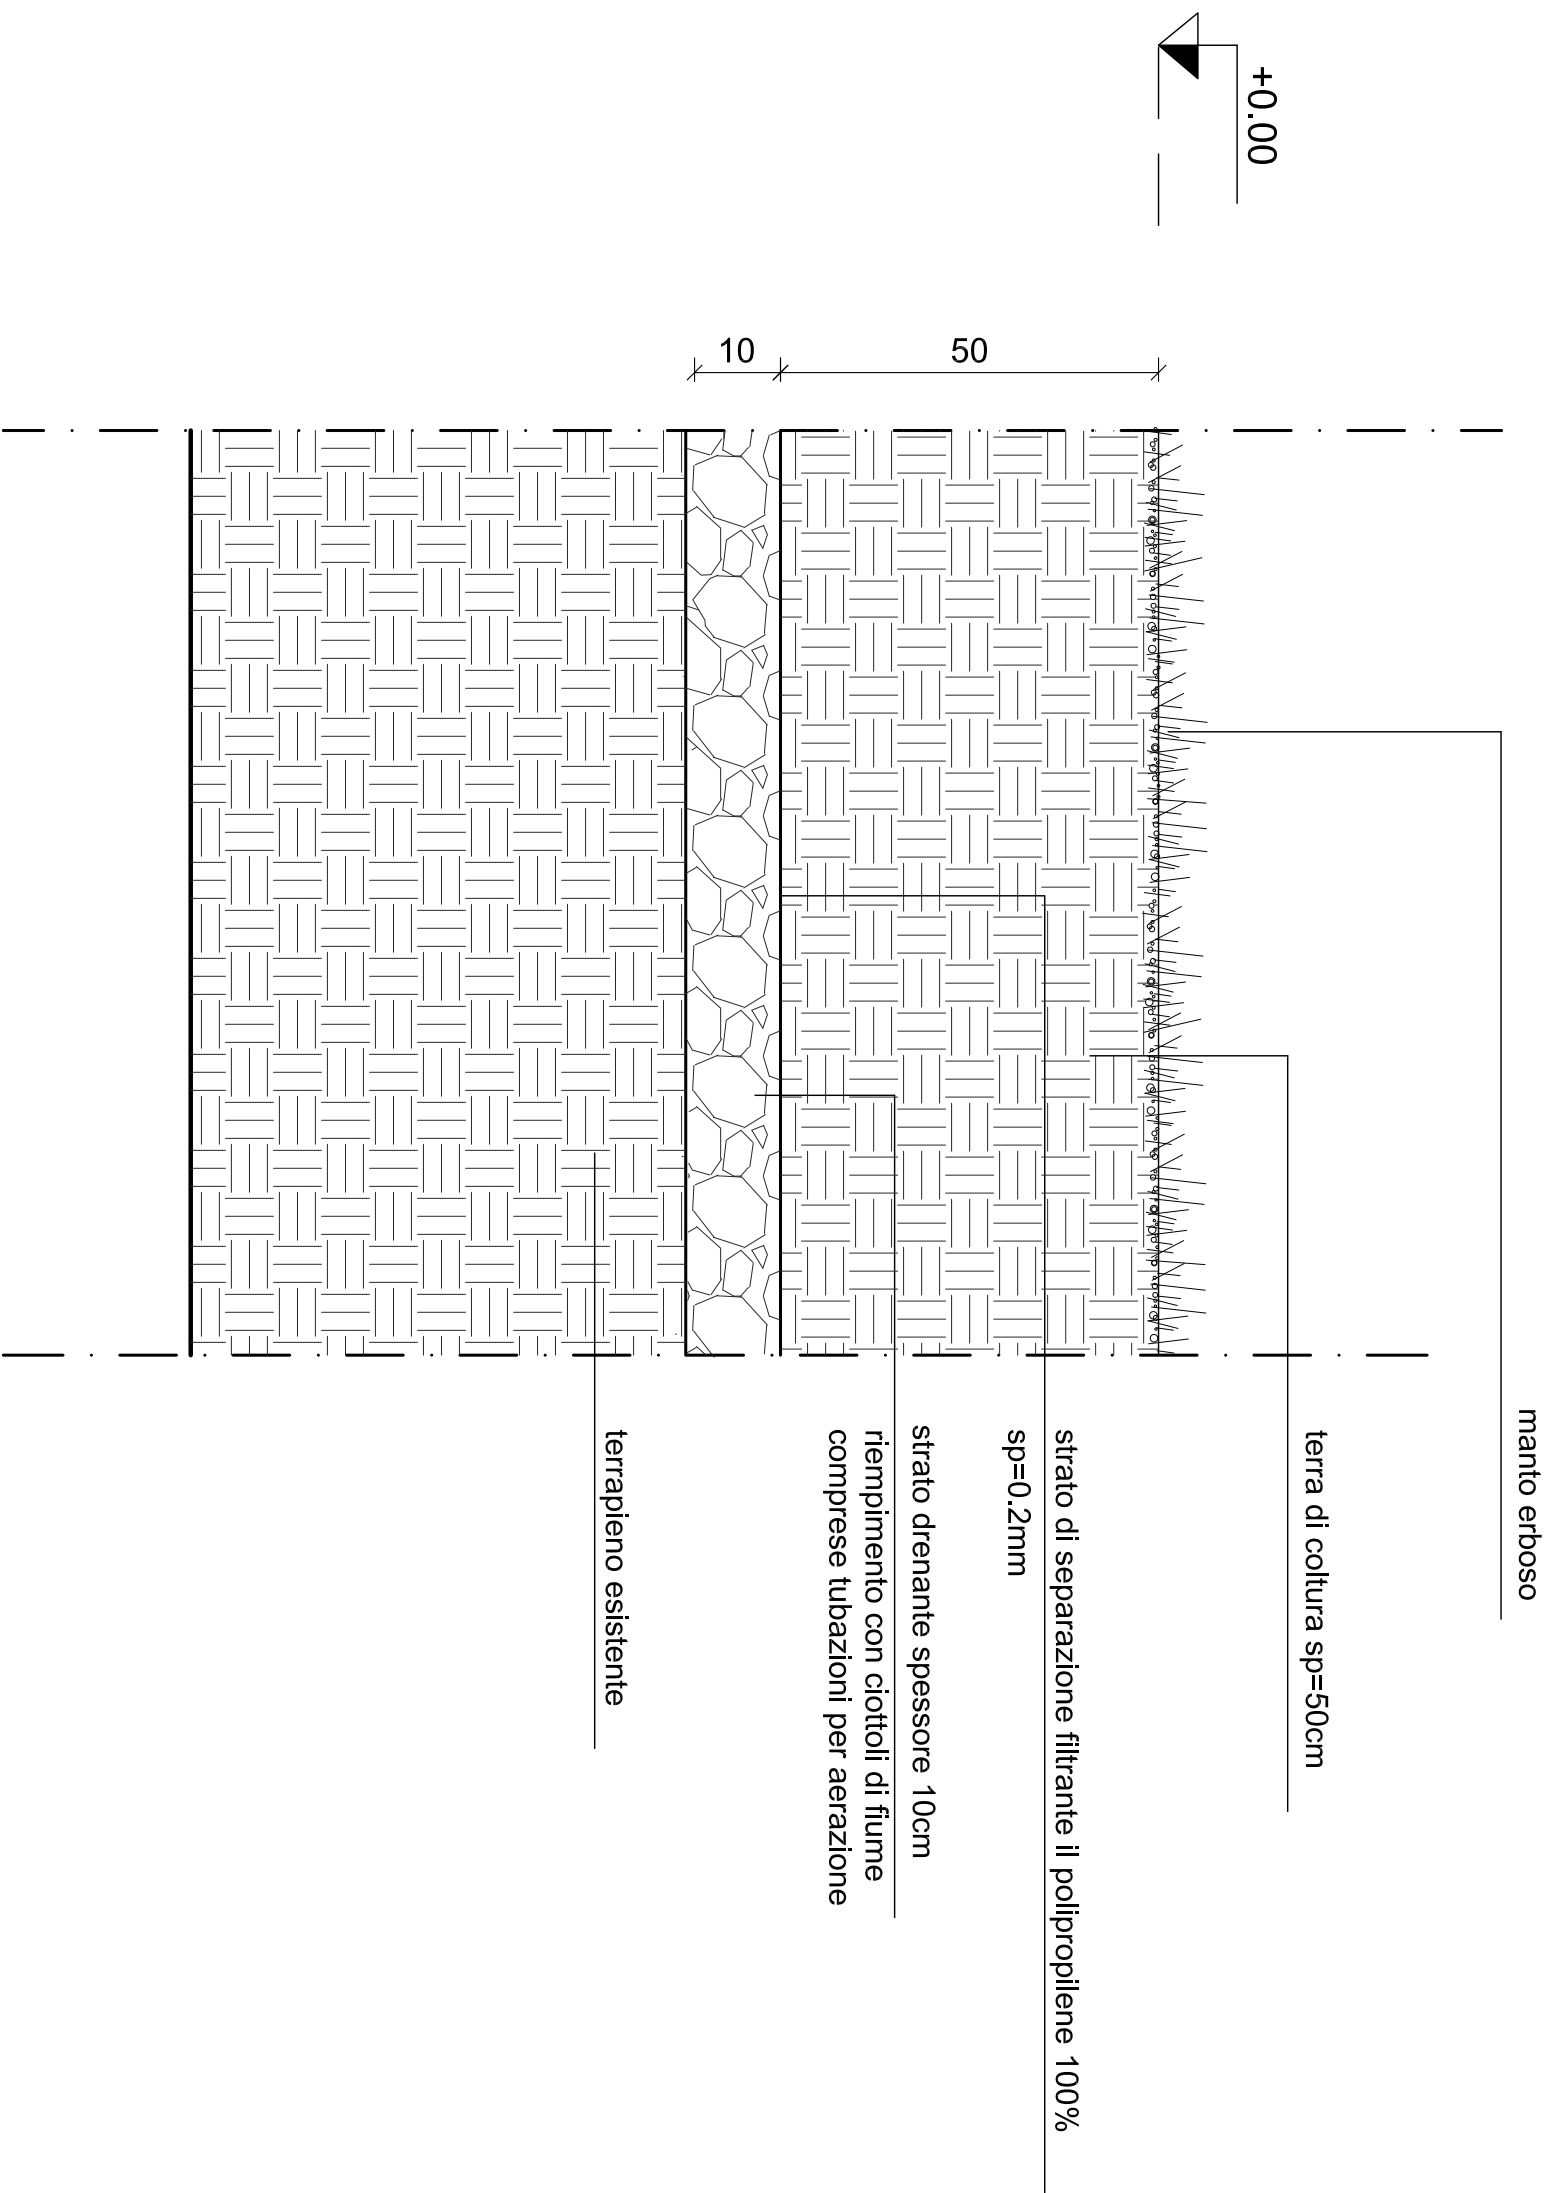 +0.00
manto erboso
terra di coltura sp=50cm
strato di separazione filtrante il polipropilene 100%
sp=0.2mm
strato drenante spessore 10cm
riempimento con ciottoli di fiume
comprese tubazioni per aerazione
terrapieno esistente
10
50